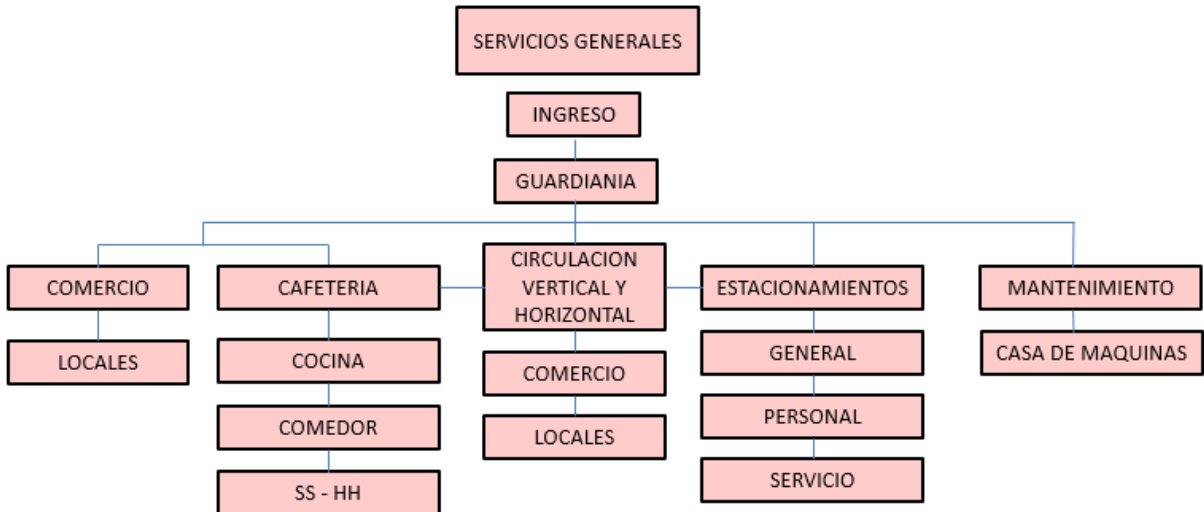 SERVICIOS GENERALES
INGRESO
GUARDIANIA
COMERCIO
LOCALES
CAFETERIA
COCINA
COMEDOR
SS - HH
CIRCULACION
VERTICAL Y
HORIZONTAL
COMERCIO
LOCALES
ESTACIONAMIENTOS
GENERAL
PERSONAL
SERVICIO
MANTENIMIENTO
CASA DE MAQUINAS